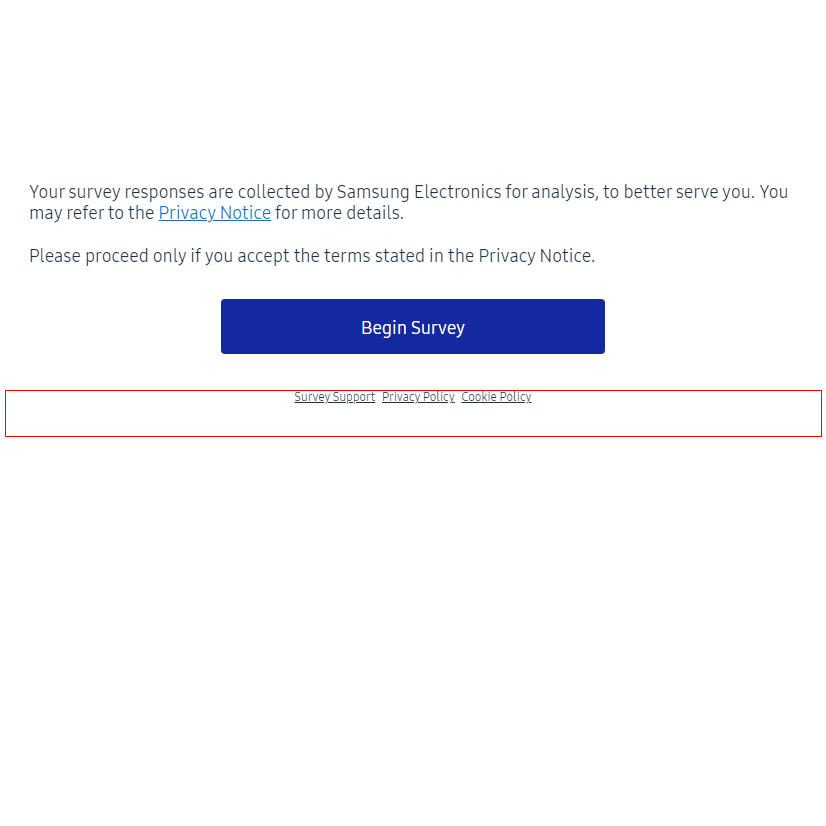 Your survey responses are collected by Samsung Electronics for analysis, to better serve you. You
may refer to the Privacy Notice for more details.
Please proceed only if you accept the terms stated in the Privacy Notice.
Begin Survey
Survey Support Privacy Policy Cookie Policy